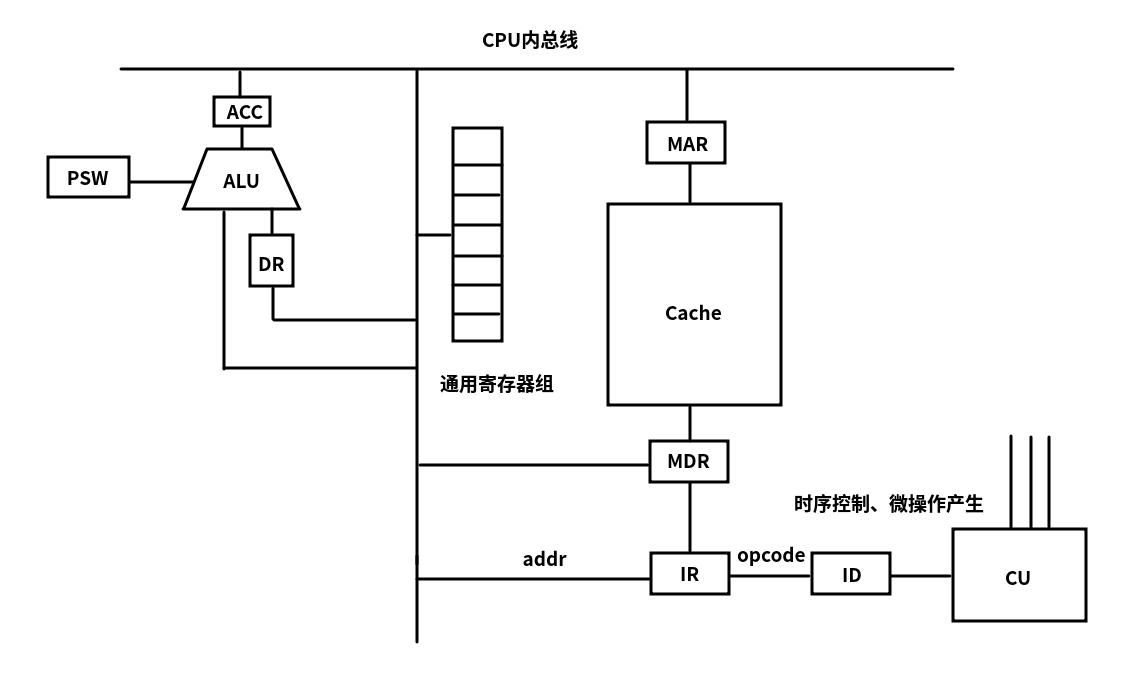 CPU内总线
ACC
MAR
PSW
ALU
DR
Cache
通用寄存器组
MDR
时序控制、微操作产生
addr
opcode
IR
ID
CU